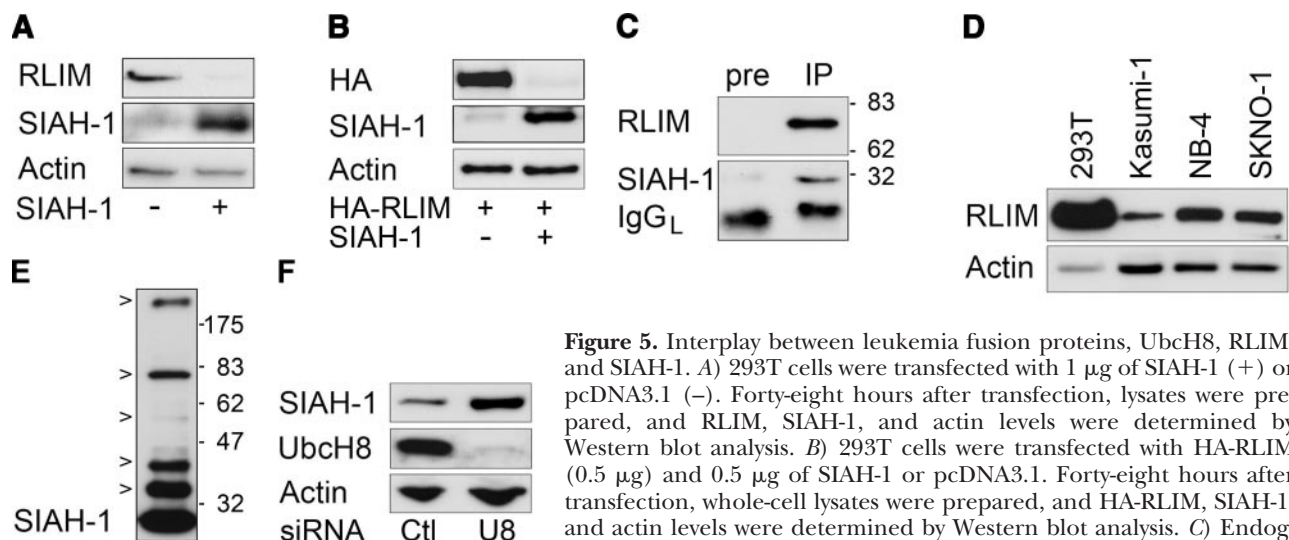 A
RLIM
SIAH-1
Actin
SIAH-1 - +
B
HA
SIAH-1
Actin
HA-RLIM + +
SIAH-1 - +
C
pre IP
RLIM
- 83
62
SIAH-1
- 32
IgGL
D
293T Kasumi-1 NB-4 SKNO-1
RLIM
Actin
E
>
-175
> - 83
- 62
>
- 47
>
>
- 32
SIAH-1
F
SIAH-1
UbcH8
Actin
siRNA Ctl U8
Figure 5. Interplay between leukemia fusion proteins, UbcH8, RLIM
and SIAH-1. A) 293T cells were transfected with 1 μg of SIAH-1 (+) or
pcDNA3.1 (–). Forty-eight hours after transfection, lysates were pre
pared, and RLIM, SIAH-1, and actin levels were determined by
Western blot analysis. B) 293T cells were transfected with HA-RLIM
(0.5 μg) and 0.5 μg of SIAH-1 or pcDNA3.1. Forty-eight hours after
transfection, whole-cell lysates were prepared, and HA-RLIM, SIAH-1
and actin levels were determined by Western blot analysis. C) Endog